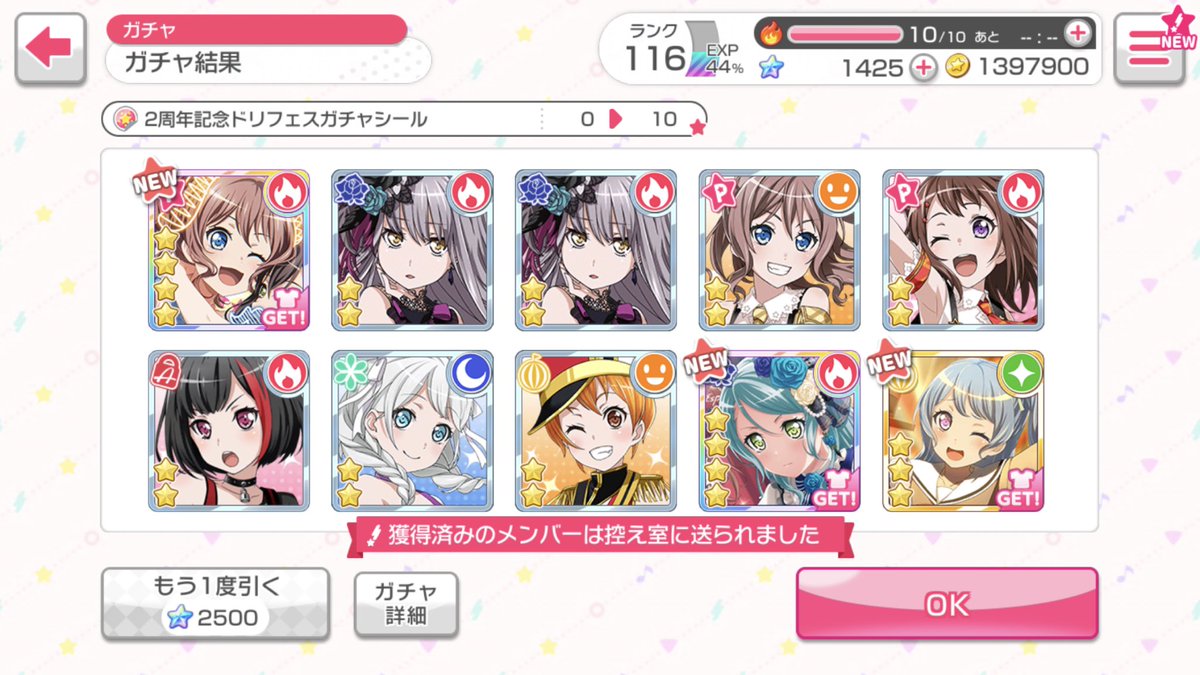 ガチャ
ガチャ結果
ランク
116
EXP
44%
10/10 あと --:--
1425
1397900
NEW
2周年記念ドリフェスガチャシール
0
10
NEW
P
P
GET!
A
NEW
NEW
GET!
GET!
獲得済みのメンバーは控え室に送られました
もう1度引く
2500
ガチャ
詳細
OK